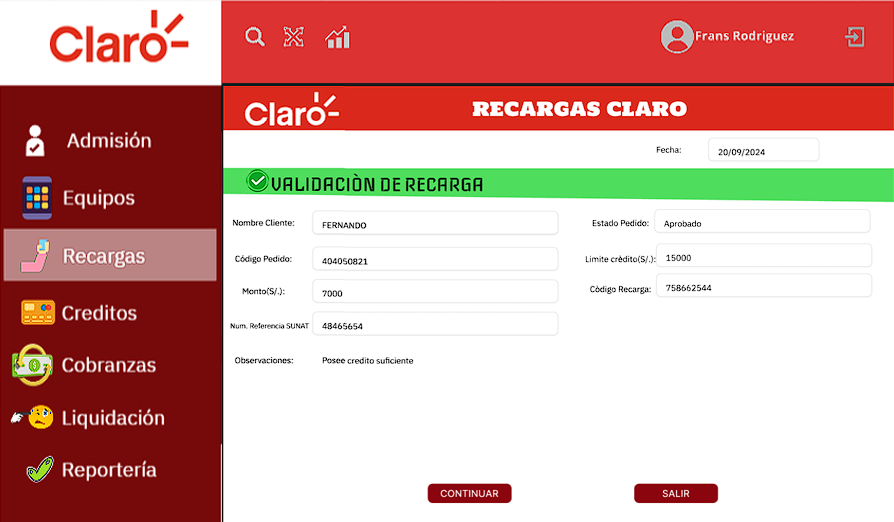 Claro
Frans Rodriguez
Admisión
Equipos
Recargas
Creditos
Cobranzas
Liquidación
Reportería
Claro
RECARGAS CLARO
Fecha: 20/09/2024
VALIDACIÒN DE RECARGA
Nombre Cliente: FERNANDO
Estado Pedido: Aprobado
Código Pedido: 404050821
Limite crèdito(S/.): 15000
Monto(S/.): 7000
Còdigo Recarga: 758662544
Num. Referencia SUNAT 48465654
Observaciones: Posee credito suficiente
CONTINUAR
SALIR